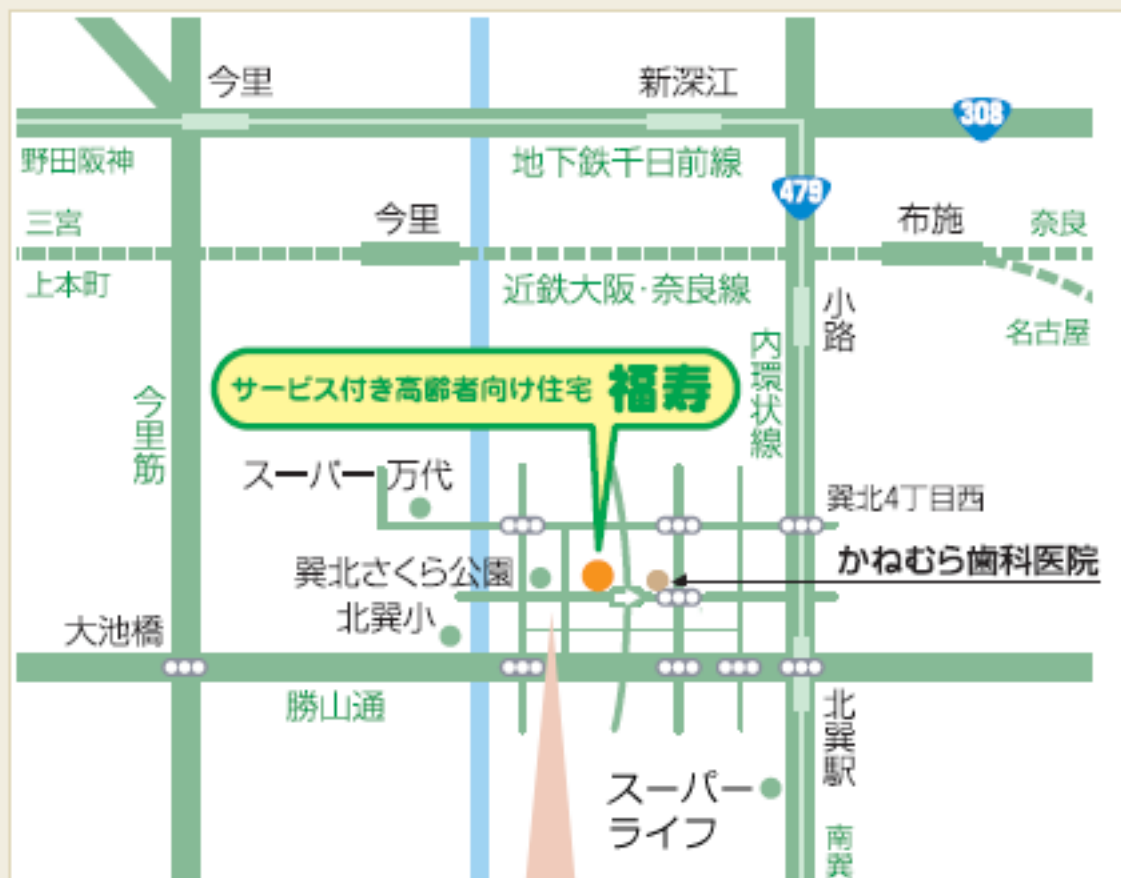 今里
新深江
308
野田阪神
地下鉄千日前線
479
三宮
今里
布施
奈良
上本町
近鉄大阪・奈良線
小路
名古屋
内環状線
サービス付き高齢者向け住宅 福寿
今里筋
スーパー 万代
巽北4丁目西
かねむら歯科医院
巽北さくら公園
北巽小
大池橋
勝山通
北巽駅
スーパー
ライフ
南巽